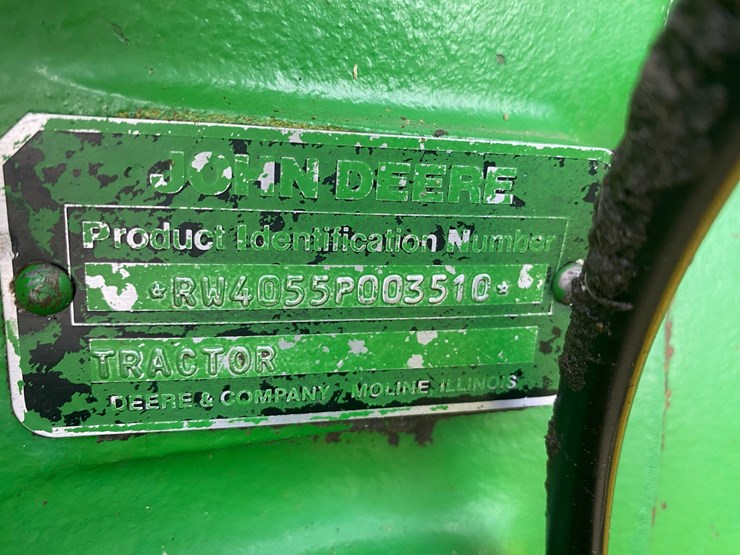 JOHN DEERE
Product Identification Number
*RW4055P003510*
TRACTOR
DEERE & COMPANY MOLINE ILLINOIS